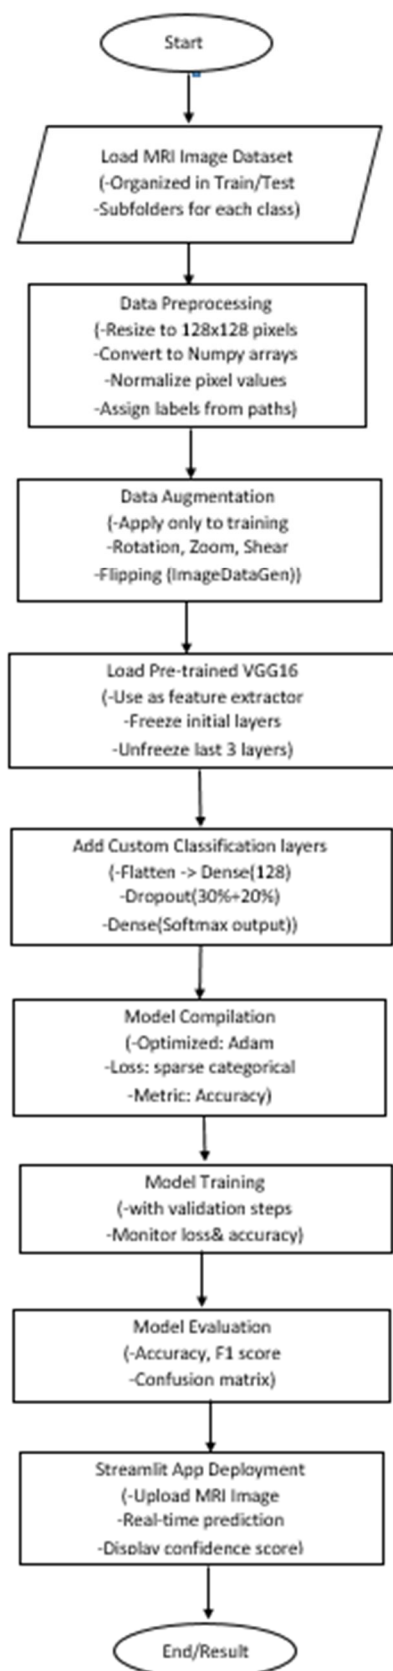 Start
Load MRI Image Dataset
(-Organized in Train/Test
-Subfolders for each class)
Data Preprocessing
(-Resize to 128x128 pixels
-Convert to Numpy arrays
-Normalize pixel values
-Assign labels from paths)
Data Augmentation
(-Apply only to training
-Rotation, Zoom, Shear
-Flipping (ImageDataGen))
Load Pre-trained VGG16
(-Use as feature extractor
-Freeze initial layers
-Unfreeze last 3 layers)
Add Custom Classification layers
(-Flatten -> Dense(128)
-Dropout(30%+20%)
-Dense(Softmax output))
Model Compilation
(-Optimized: Adam
-Loss: sparse categorical
-Metric: Accuracy)
Model Training
(-with validation steps
-Monitor loss& accuracy)
Model Evaluation
(-Accuracy, F1 score
-Confusion matrix)
Streamlit App Deployment
(-Upload MRI Image
-Real-time prediction
-Display confidence score)
End/Result